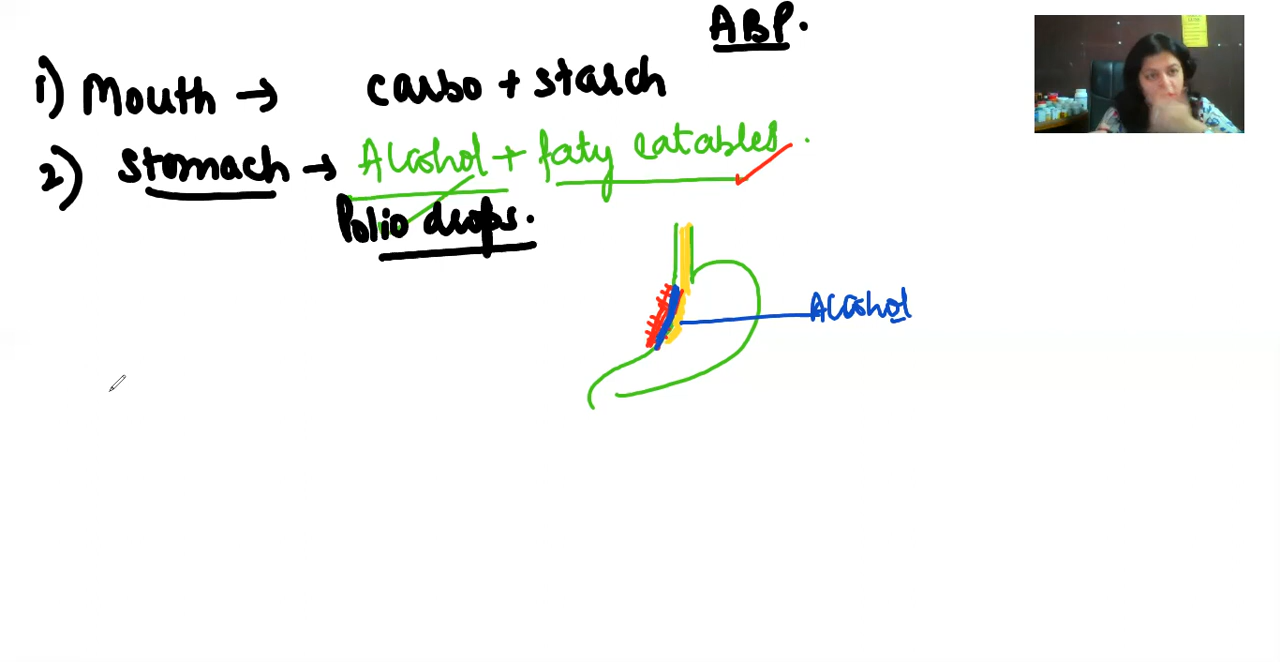 ABP.
1) Mouth → carbo + starch
2) Stomach → Alcohol + faty eatables.
Polio drops.
Alcohol